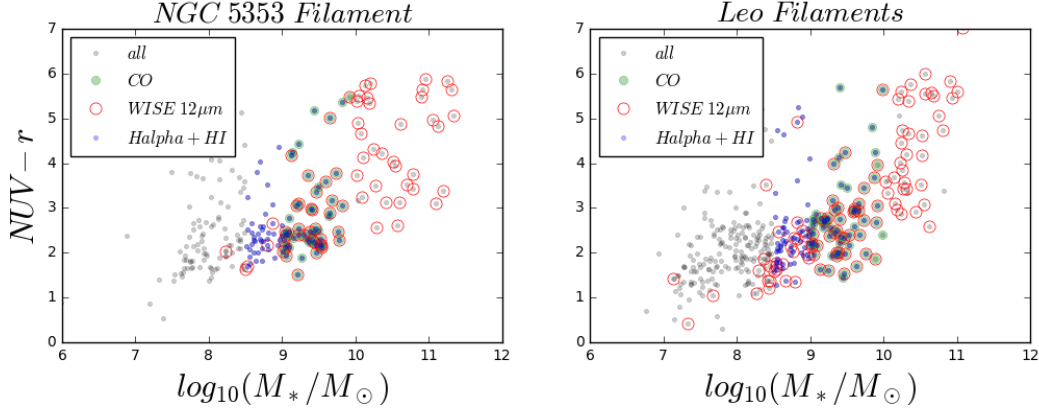 NGC 5353 Filament
7
6
5
4
3
2
1
0
NUV − r
all
CO
WISE 12μm
Halpha + HI
6 7 8 9 10 11 12
log10(M*/M⊙)
Leo Filaments
7
6
5
4
3
2
1
0
all
CO
WISE 12μm
Halpha + HI
6 7 8 9 10 11 12
log10(M*/M⊙)